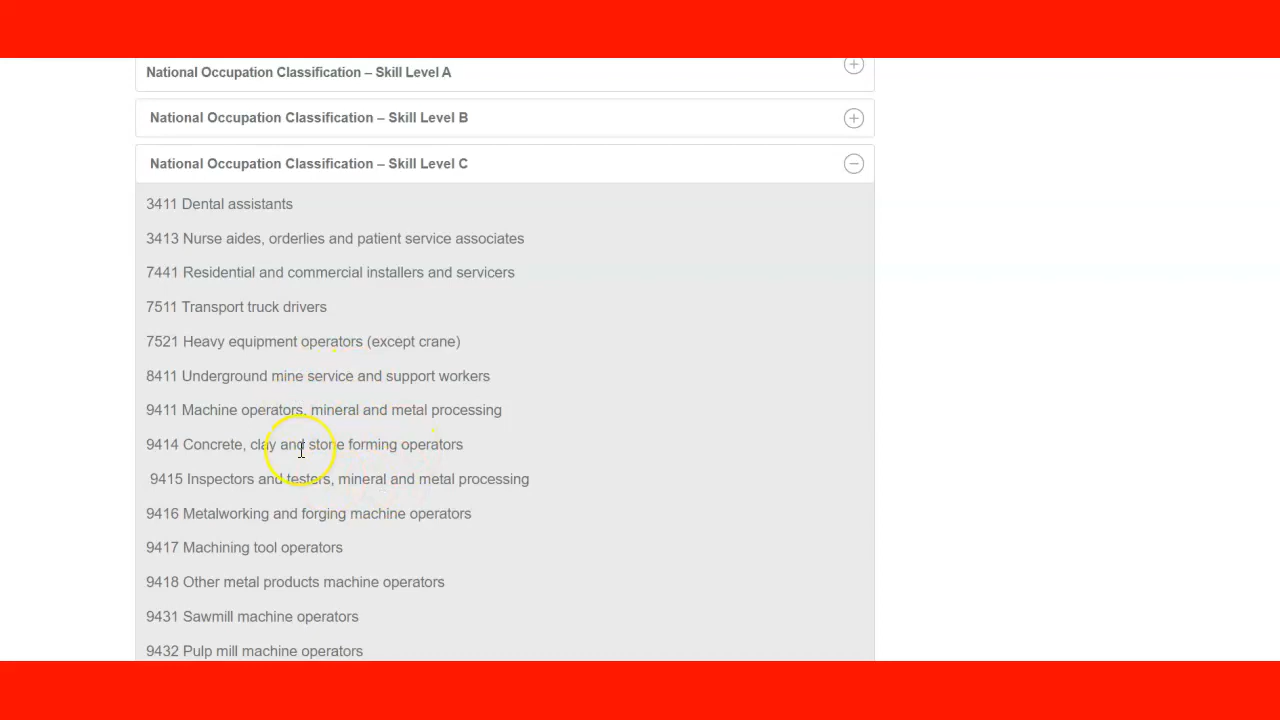 National Occupation Classification – Skill Level A
National Occupation Classification – Skill Level B
National Occupation Classification – Skill Level C
3411 Dental assistants
3413 Nurse aides, orderlies and patient service associates
7441 Residential and commercial installers and servicers
7511 Transport truck drivers
7521 Heavy equipment operators (except crane)
8411 Underground mine service and support workers
9411 Machine operators, mineral and metal processing
9414 Concrete, clay and stone forming operators
9415 Inspectors and testers, mineral and metal processing
9416 Metalworking and forging machine operators
9417 Machining tool operators
9418 Other metal products machine operators
9431 Sawmill machine operators
9432 Pulp mill machine operators